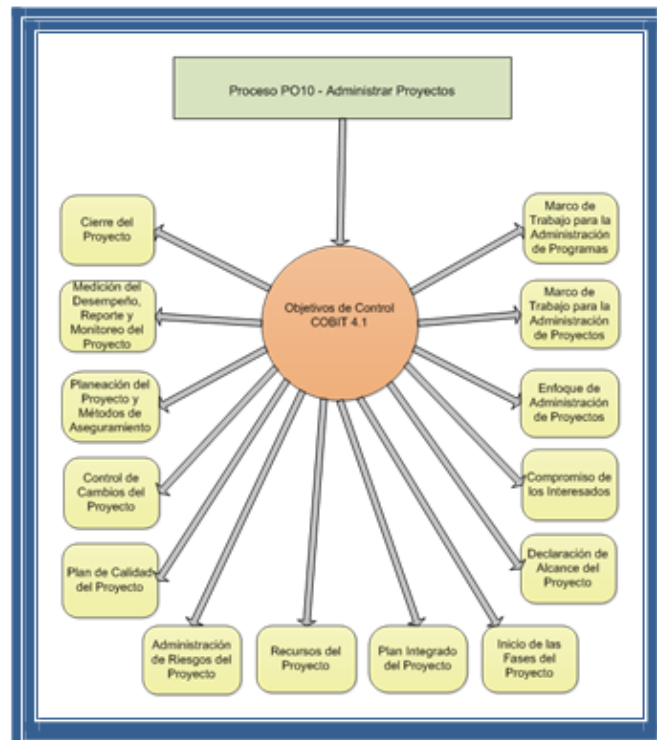 Proceso PO10 - Administrar Proyectos
Cierre del
Proyecto
Marco de
Trabajo para la
Administración
de Programas
Medición del
Desempeño,
Reporte y
Monitoreo del
Proyecto
Objetivos de Control
COBIT 4.1
Marco de
Trabajo para la
Administración
de Proyectos
Planeación del
Proyecto y
Métodos de
Aseguramiento
Enfoque de
Administración
de Proyectos
Control de
Cambios del
Proyecto
Compromiso de
los Interesados
Plan de Calidad
del Proyecto
Declaración de
Alcance del
Proyecto
Administración
de Riesgos del
Proyecto
Recursos del
Proyecto
Plan Integrado
del Proyecto
Inicio de las
Fases del
Proyecto